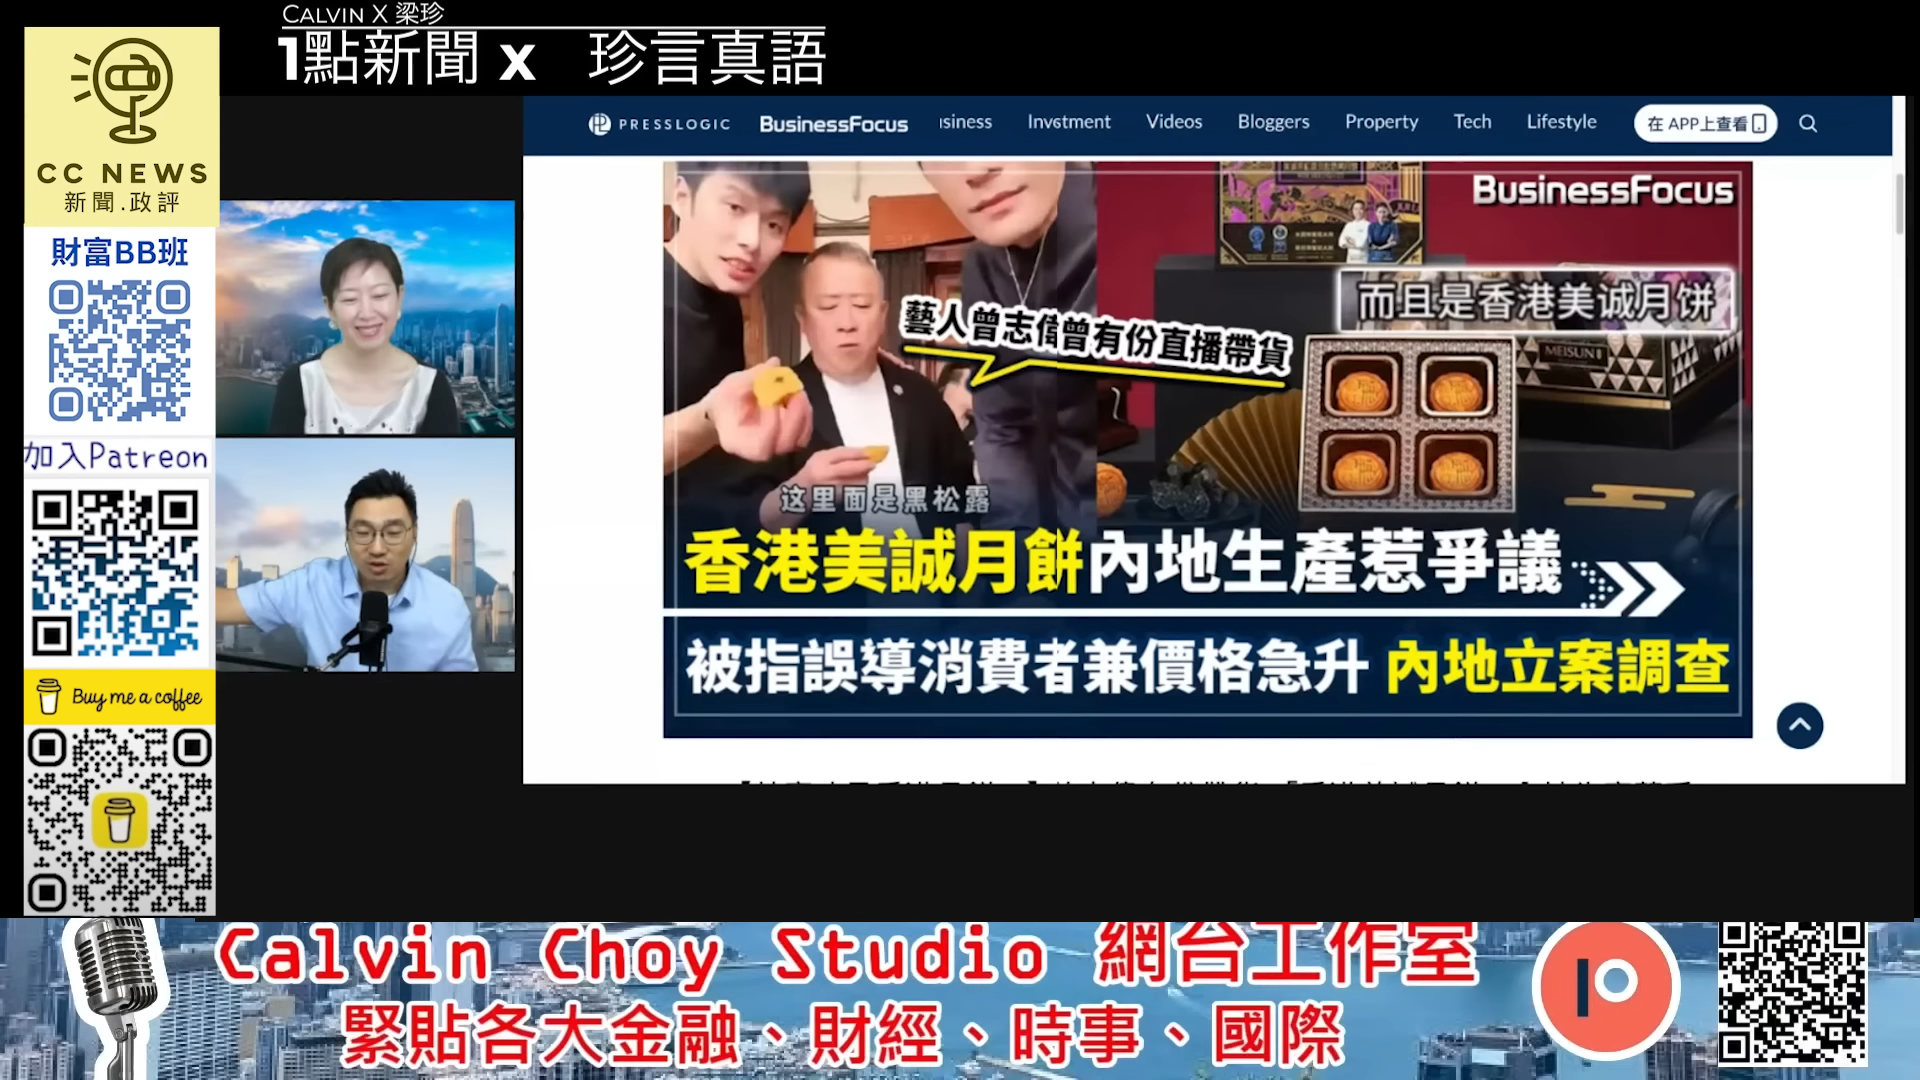 CALVIN X 梁珍
1點新聞 x 珍言真語
CC NEWS
新聞.政評
財富BB班
加入Patreon
Buy me a coffee
PRESSLOGIC
BusinessFocus
Investment
Videos
Bloggers
Property
Tech
Lifestyle
在 APP上查看
BusinessFocus
而且是香港美诚月饼
藝人曾志偉曾有份直播帶貨
MEISUN
这里面是黑松露
香港美誠月餅內地生產惹爭議
被指誤導消費者兼價格急升 內地立案調查
Calvin Choy Studio 網台工作室
緊貼各大金融、財經、時事、國際